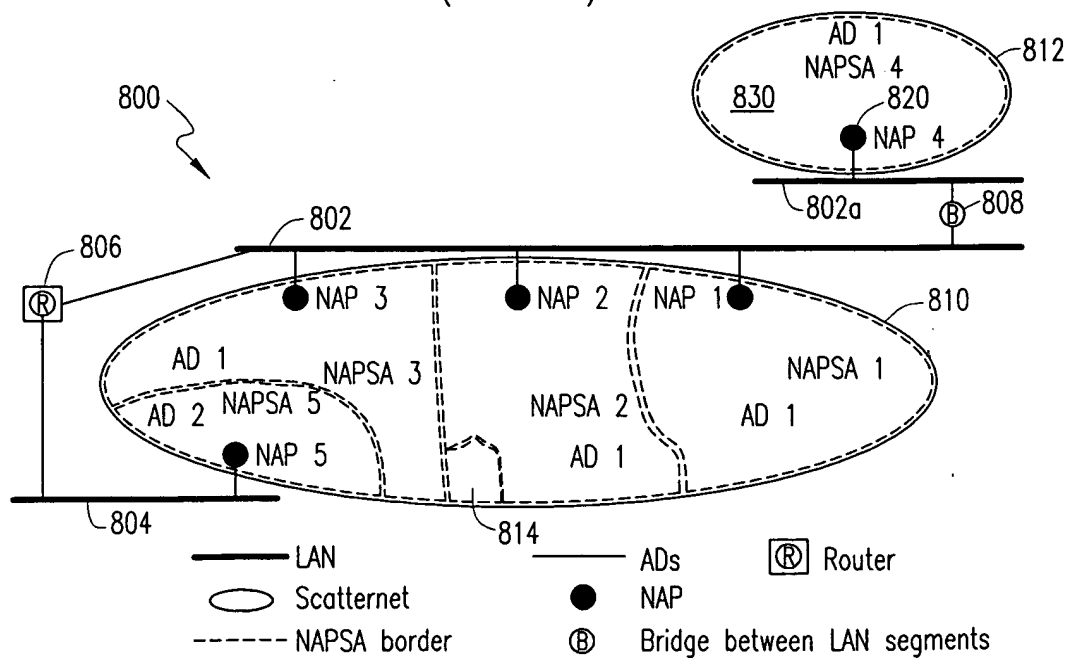 AD 1
NAPSA 4
812
800
830
820
NAP 4
802a
808
B
802
806
R
NAP 3
NAP 2
NAP 1
810
AD 1
NAPSA 3
NAPSA 1
AD 2
NAPSA 5
NAPSA 2
AD 1
AD 1
NAP 5
804
814
LAN
ADs
R
Router
Scatternet
NAP
NAPSA border
B
Bridge between LAN segments